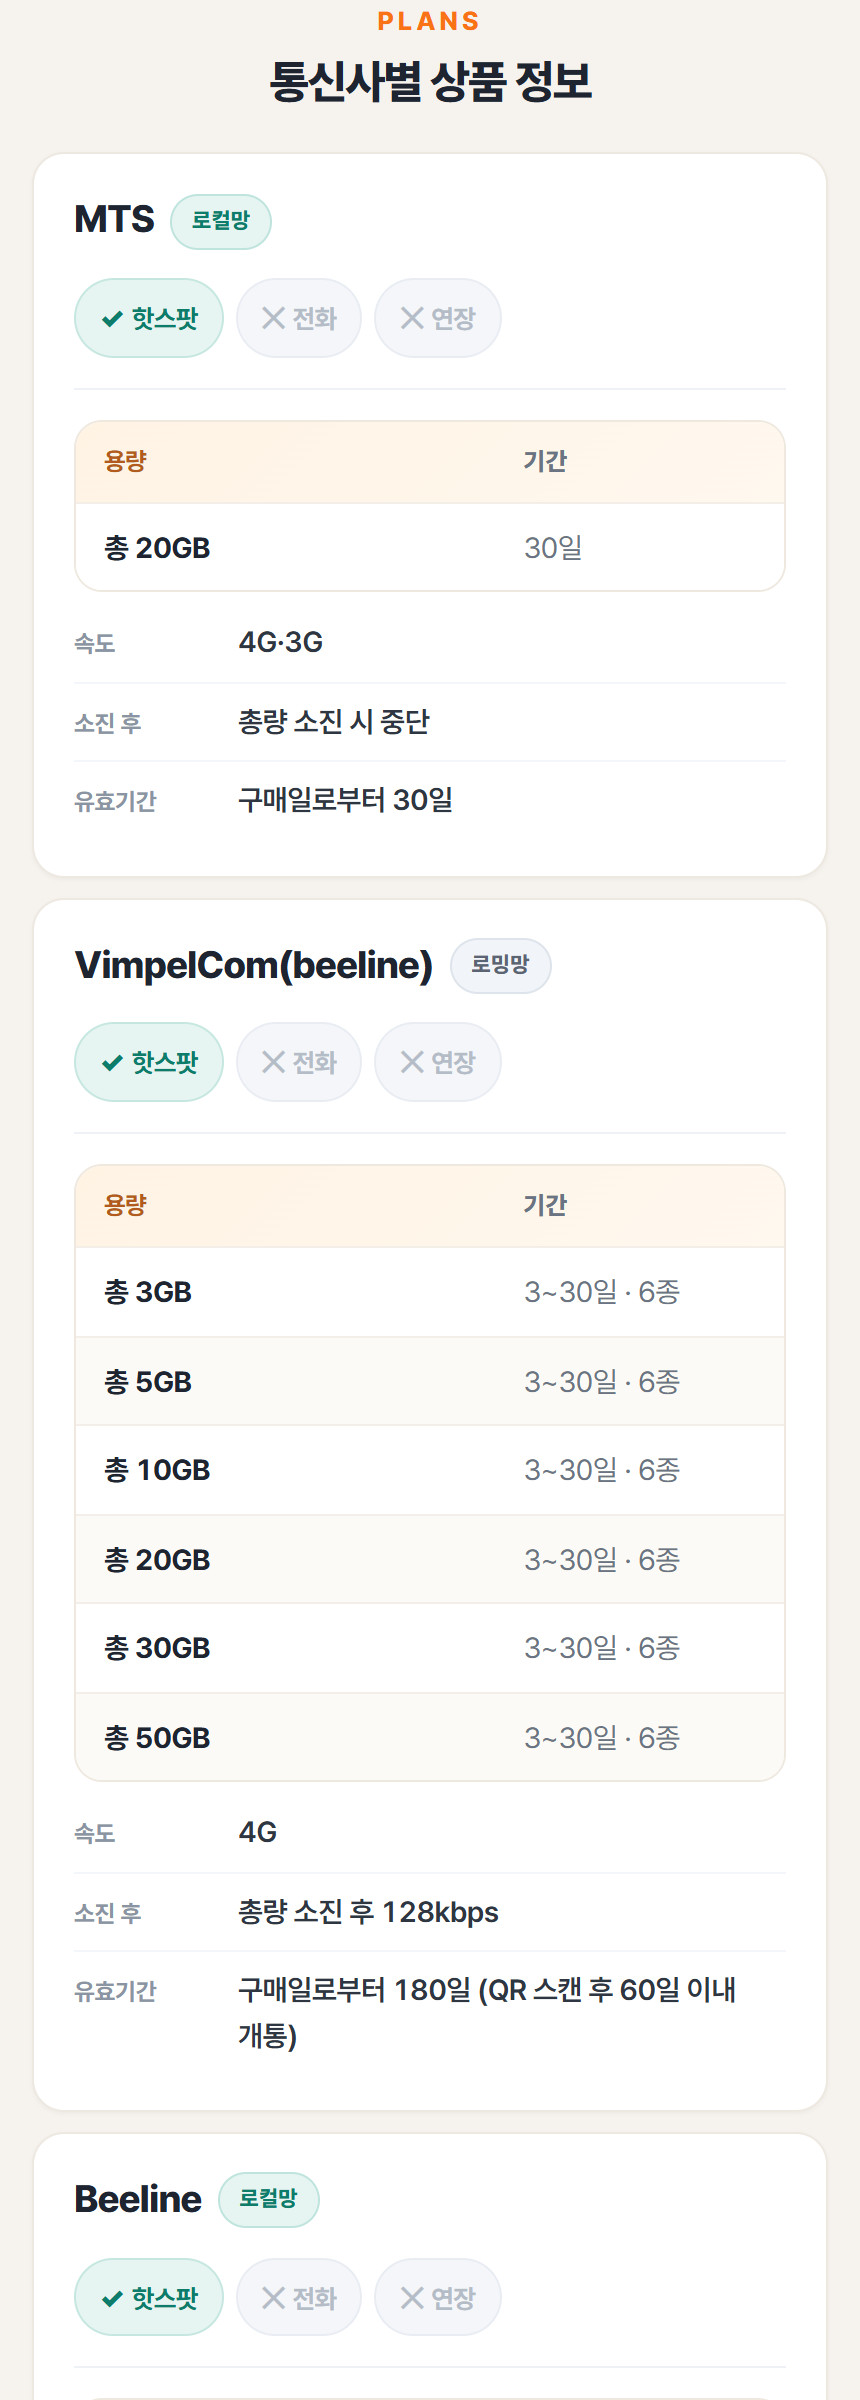 PLANS
통신사별 상품 정보
MTS 로컬망
✓ 핫스팟 ✕ 전화 ✕ 연장
용량 기간
총 20GB 30일
속도 4G·3G
소진 후 총량 소진 시 중단
유효기간 구매일로부터 30일
VimpelCom(beeline) 로밍망
✓ 핫스팟 ✕ 전화 ✕ 연장
용량 기간
총 3GB 3~30일 · 6종
총 5GB 3~30일 · 6종
총 10GB 3~30일 · 6종
총 20GB 3~30일 · 6종
총 30GB 3~30일 · 6종
총 50GB 3~30일 · 6종
속도 4G
소진 후 총량 소진 후 128kbps
유효기간 구매일로부터 180일 (QR 스캔 후 60일 이내
개통)
Beeline 로컬망
✓ 핫스팟 ✕ 전화 ✕ 연장